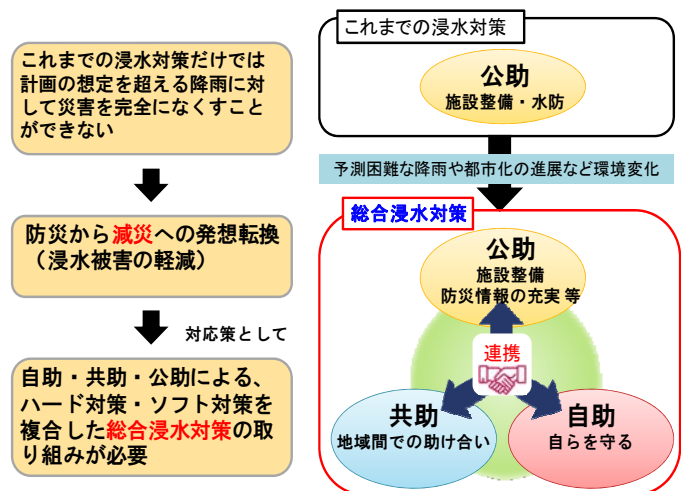 これまでの浸水対策だけでは
計画の想定を超える降雨に対
して災害を完全になくすこと
ができない
防災から減災への発想転換
（浸水被害の軽減）
対応策として
自助・共助・公助による、
ハード対策・ソフト対策を
複合した総合浸水対策の取
り組みが必要
これまでの浸水対策
公助
施設整備・水防
予測困難な降雨や都市化の進展など環境変化
総合浸水対策
公助
施設整備
防災情報の充実 等
連携
共助
地域間での助け合い
自助
自らを守る